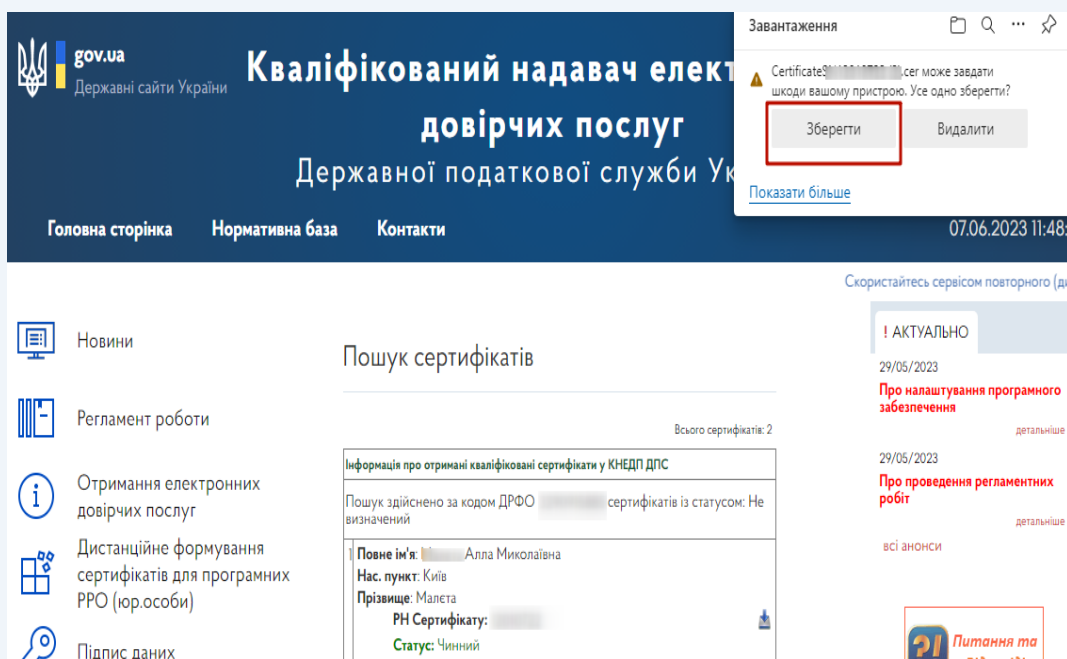 gov.ua
Державні сайти України
Кваліфікований надавач елект
довірчих послуг
Державної податкової служби Ук
Головна сторінка
Нормативна база
Контакти
07.06.2023 11:48:
Завантаження
.cer може завдати
шкоди вашому пристрою. Усе одно зберегти?
Зберегти
Видалити
Показати більше
Скористайтесь сервісом повторного (ди
Новини
Регламент роботи
Отримання електронних
довірчих послуг
Дистанційне формування
сертифікатів для програмних
РРО (юр.особи)
Підпис даних
Пошук сертифікатів
Всього сертифікатів: 2
Інформація про отримані кваліфіковані сертифікати у КНЕДП ДПС
Пошук здійснено за кодом ДРФО сертифікатів із статусом: Не
визначений
1 Повне ім'я: Алла Миколаївна
Нас. пункт: Київ
Прізвище: Малєта
РН Сертифікату:
Статус: Чинний
! АКТУАЛЬНО
29/05/2023
Про налаштування програмного
забезпечення
детальніше
29/05/2023
Про проведення регламентних
робіт
детальніше
всі анонси
Питання та